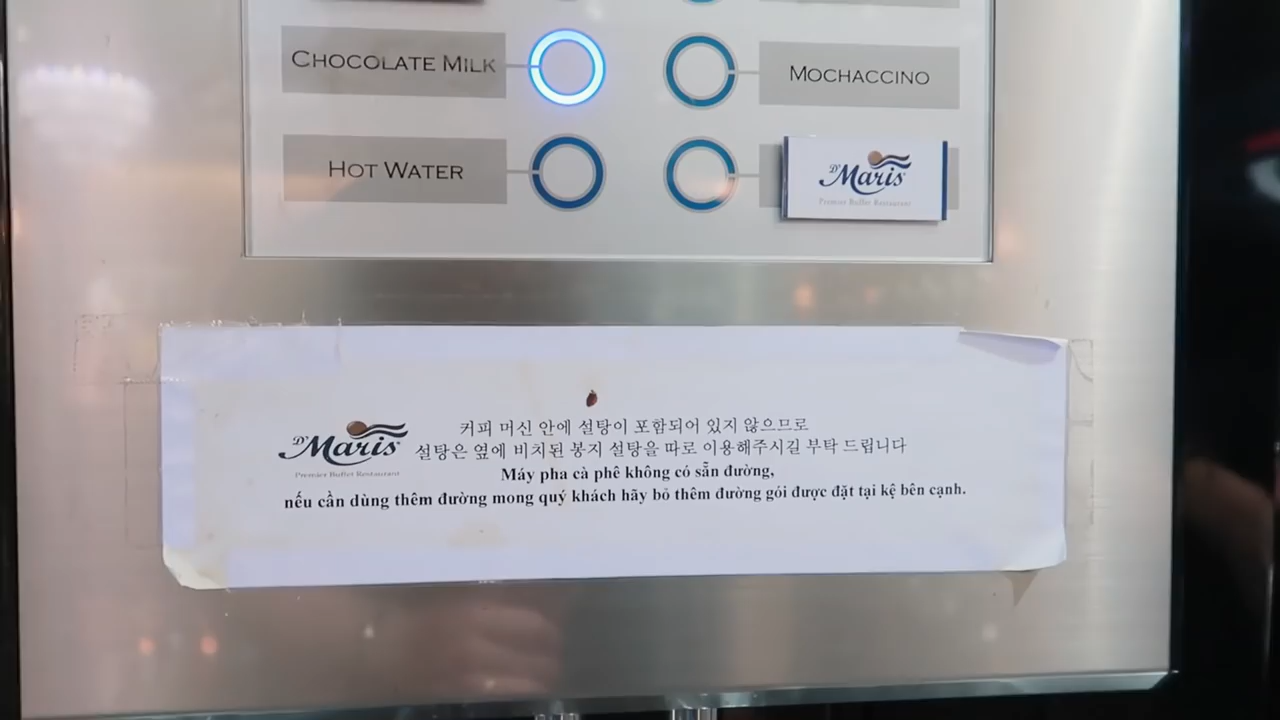 CHOCOLATE MILK
MOCHACCINO
HOT WATER
D'Maris
Premier Buffet Restaurant
D'Maris
Premier Buffet Restaurant
커피 머신 안에 설탕이 포함되어 있지 않으므로
설탕은 옆에 비치된 봉지 설탕을 따로 이용해주시길 부탁 드립니다
Máy pha cà phê không có sẵn đường,
nếu cần dùng thêm đường mong quý khách hãy bỏ thêm đường gói được đặt tại kệ bên cạnh.